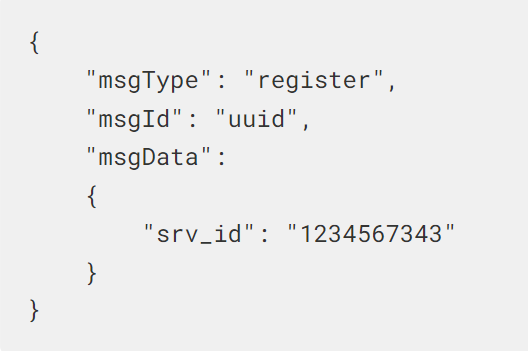 {
    "msgType": "register",
    "msgId": "uuid",
    "msgData":
    {
        "srv_id": "1234567343"
    }
}